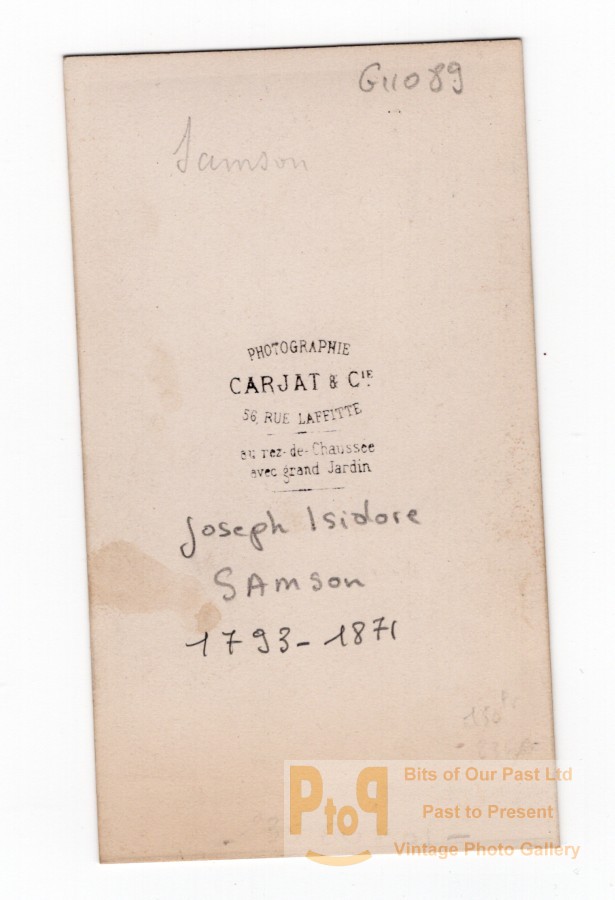 G11089
Samson
PHOTOGRAPHIE
CARJAT & CIE
56, RUE LAFFITTE
au rez-de-Chaussée
avec grand Jardin
Joseph Isidore
SAMSON
1793-1871
PtoP
Bits of Our Past Ltd
Past to Present
Vintage Photo Gallery